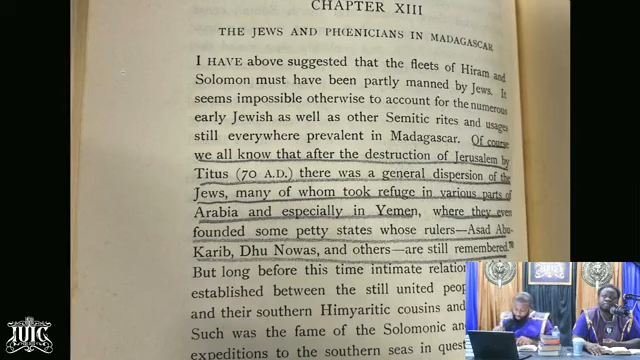 CHAPTER XIII
THE JEWS AND PHŒNICIANS IN MADAGASCAR
I HAVE above suggested that the fleets of Hiram and
Solomon must have been partly manned by Jews. It
seems impossible otherwise to account for the numerous
early Jewish as well as other Semitic rites and usages
still everywhere prevalent in Madagascar. Of course
we all know that after the destruction of Jerusalem by
Titus (70 A.D.) there was a general dispersion of the
Jews, many of whom took refuge in various parts of
Arabia and especially in Yemen, where they even
founded some petty states whose rulers—Asad Abu-
Karib, Dhu Nowas, and others—are still remembered.
But long before this time intimate relatio
established between the still united peop
and their southern Himyaritic cousins and
Such was the fame of the Solomonic an
expeditions to the southern seas in quest
IUIC